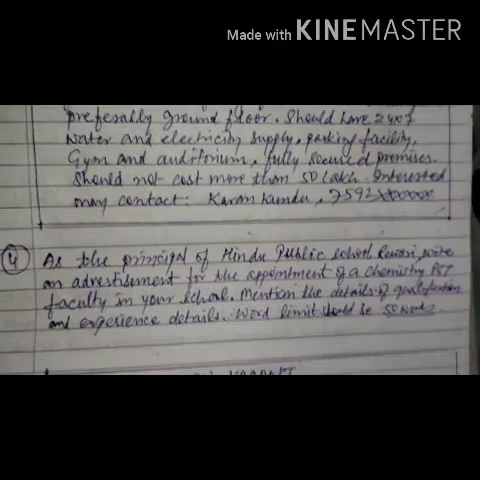 Made with KINEMASTER
preferably ground floor. Should have 24x7
Water and electricity supply, parking facility,
Gym and auditorium, fully secured premises.
Should not cost more than 50 lakh. Interested
may contact: Karan Kundu, 7592xxxxxx
4 As the principal of Hindu Public school Rewari, write
an advertisement for the appointment of a Chemistry PGT
faculty in your school. Mention the details of qualification
and experience details. Word limit should be 50 words.